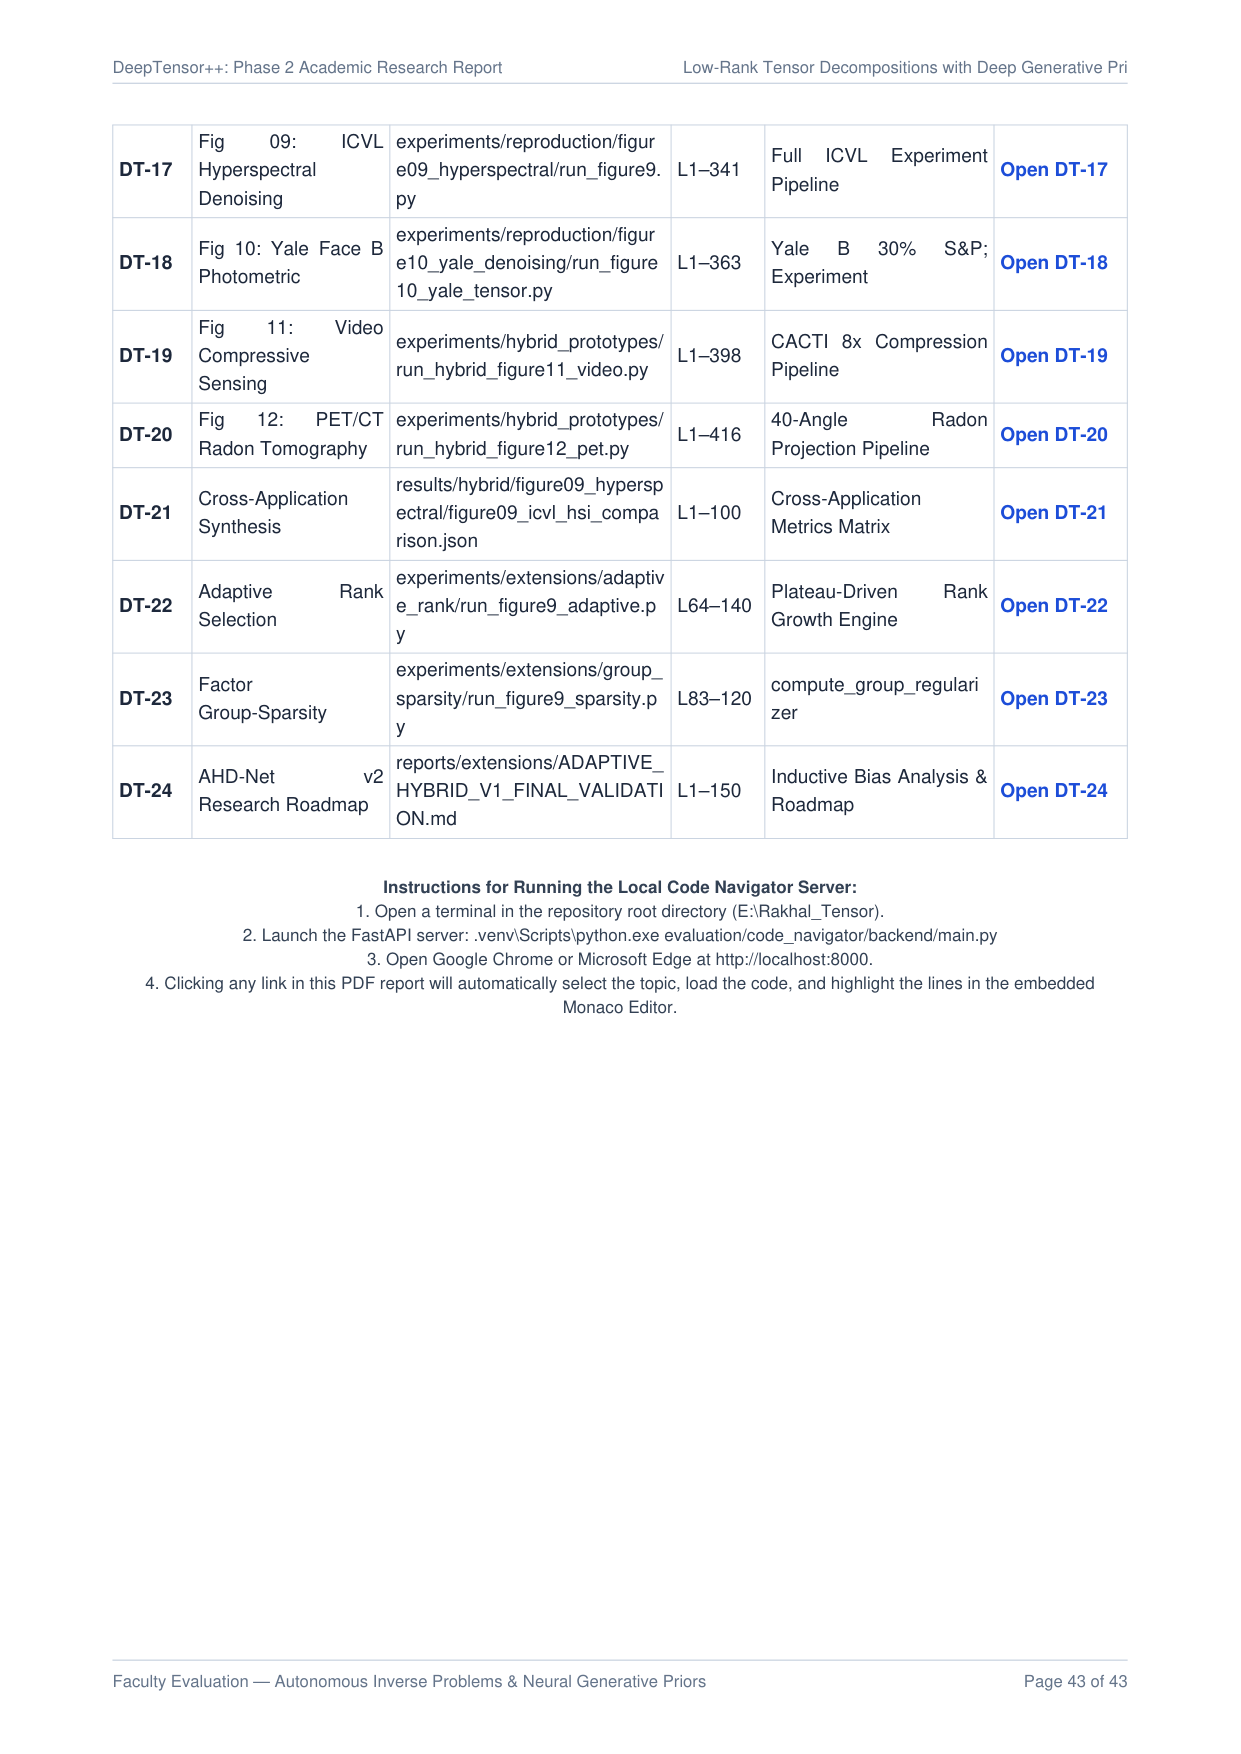 DeepTensor++: Phase 2 Academic Research Report
Low-Rank Tensor Decompositions with Deep Generative Pri
DT-17
Fig 09: ICVL
Hyperspectral
Denoising
experiments/reproduction/figur
e09_hyperspectral/run_figure9.
py
L1–341
Full ICVL Experiment
Pipeline
Open DT-17
DT-18
Fig 10: Yale Face B
Photometric
experiments/reproduction/figur
e10_yale_denoising/run_figure
10_yale_tensor.py
L1–363
Yale B 30% S&P;
Experiment
Open DT-18
DT-19
Fig 11: Video
Compressive
Sensing
experiments/hybrid_prototypes/
run_hybrid_figure11_video.py
L1–398
CACTI 8x Compression
Pipeline
Open DT-19
DT-20
Fig 12: PET/CT
Radon Tomography
experiments/hybrid_prototypes/
run_hybrid_figure12_pet.py
L1–416
40-Angle Radon
Projection Pipeline
Open DT-20
DT-21
Cross-Application
Synthesis
results/hybrid/figure09_hypersp
ectral/figure09_icvl_hsi_compa
rison.json
L1–100
Cross-Application
Metrics Matrix
Open DT-21
DT-22
Adaptive Rank
Selection
experiments/extensions/adaptiv
e_rank/run_figure9_adaptive.p
y
L64–140
Plateau-Driven Rank
Growth Engine
Open DT-22
DT-23
Factor
Group-Sparsity
experiments/extensions/group_
sparsity/run_figure9_sparsity.p
y
L83–120
compute_group_regulari
zer
Open DT-23
DT-24
AHD-Net v2
Research Roadmap
reports/extensions/ADAPTIVE_
HYBRID_V1_FINAL_VALIDATI
ON.md
L1–150
Inductive Bias Analysis &
Roadmap
Open DT-24
Instructions for Running the Local Code Navigator Server:
1. Open a terminal in the repository root directory (E:\Rakhal_Tensor).
2. Launch the FastAPI server: .venv\Scripts\python.exe evaluation/code_navigator/backend/main.py
3. Open Google Chrome or Microsoft Edge at http://localhost:8000.
4. Clicking any link in this PDF report will automatically select the topic, load the code, and highlight the lines in the embedded
Monaco Editor.
Faculty Evaluation — Autonomous Inverse Problems & Neural Generative Priors
Page 43 of 43